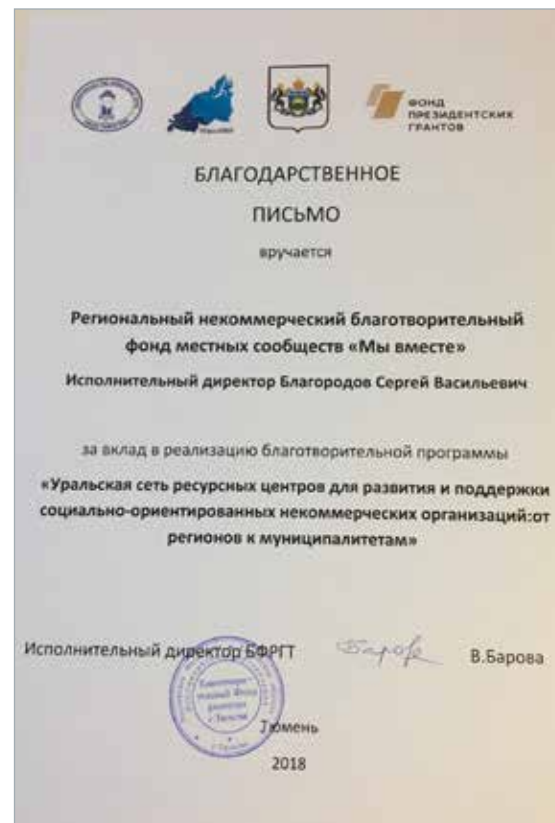 ФОНД
ПРЕЗИДЕНТСКИХ
ГРАНТОВ
БЛАГОДАРСТВЕННОЕ
ПИСЬМО
вручается
Региональный некоммерческий благотворительный
фонд местных сообществ «Мы вместе»
Исполнительный директор Благородов Сергей Васильевич
за вклад в реализацию благотворительной программы
«Уральская сеть ресурсных центров для развития и поддержки
социально-ориентированных некоммерческих организаций:от
регионов к муниципалитетам»
Исполнительный директор БФРГТ Барова В.Барова
Тюмень
2018